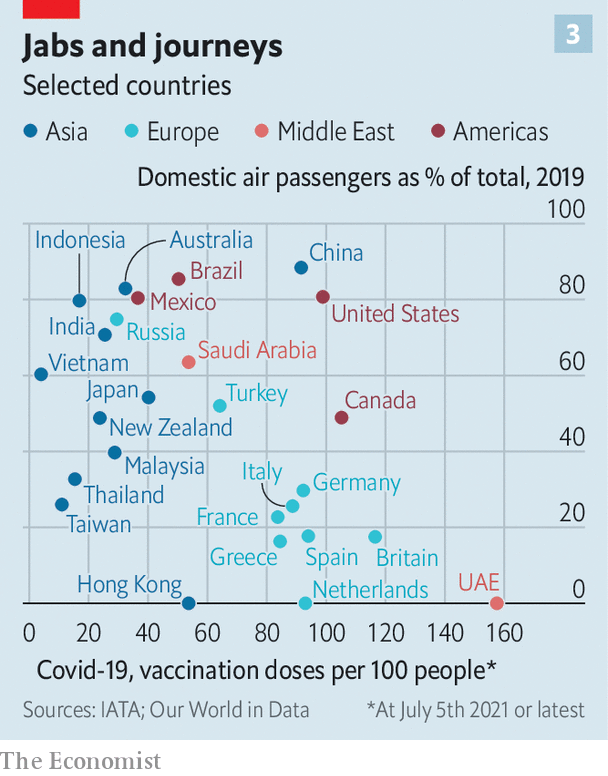 Jabs and journeys
3
Selected countries
Asia
Europe
Middle East
Americas
Domestic air passengers as % of total, 2019
100
Indonesia
Australia
China
Brazil
80
Mexico
United States
India
Russia
Saudi Arabia
Vietnam
60
Japan
Turkey
Canada
New Zealand
40
Malaysia
Italy
Germany
Thailand
France
20
Taiwan
Greece
Spain
Britain
Hong Kong
Netherlands
UAE
0
0 20 40 60 80 100 120 140 160
Covid-19, vaccination doses per 100 people*
Sources: IATA; Our World in Data
*At July 5th 2021 or latest
The Economist